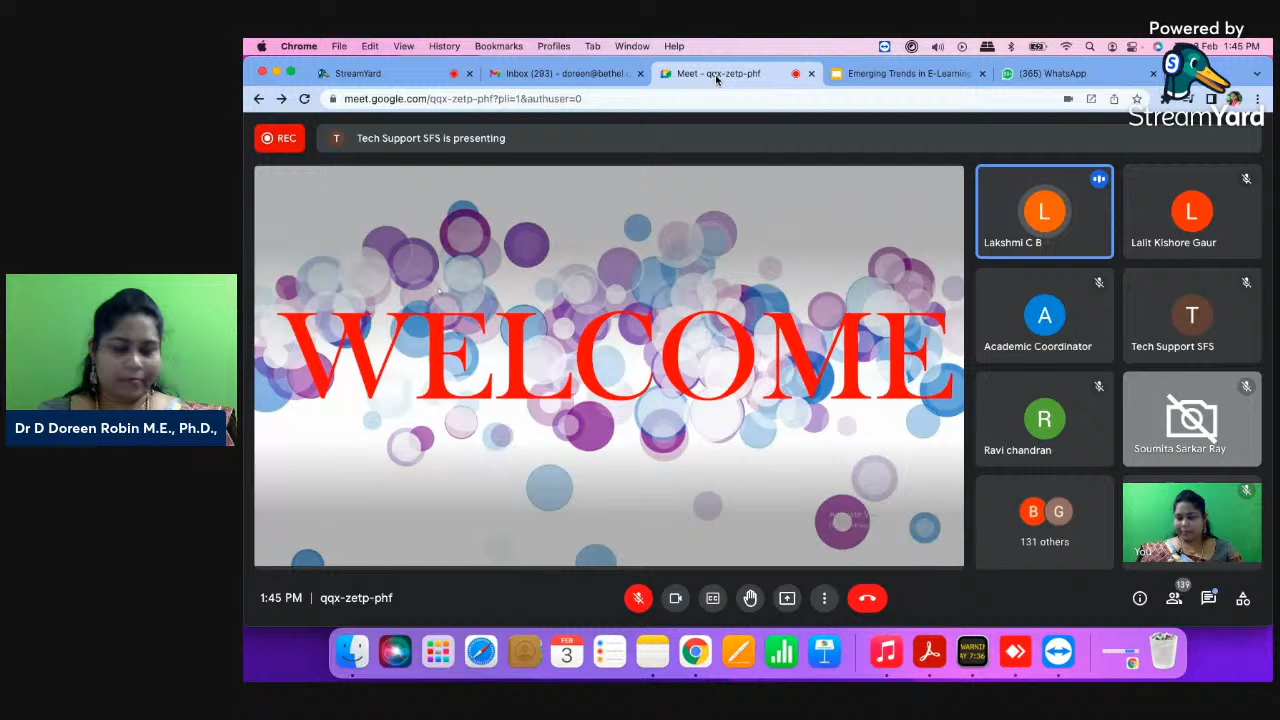 Powered by
StreamYard
Chrome File Edit View History Bookmarks Profiles Tab Window Help
Feb 1:45 PM
StreamYard
Inbox (293) - doreen@bethel.
Meet - qqx-zetp-phf
Emerging Trends in E-Learning
(365) WhatsApp
meet.google.com/qqx-zetp-phf?pli=1&authuser=0
REC
T
Tech Support SFS is presenting
WELCOME
L
Lakshmi C B
L
Lalit Kishore Gaur
A
Academic Coordinator
T
Tech Support SFS
R
Ravi chandran
Soumita Sarkar Ray
B G
131 others
You
Dr D Doreen Robin M.E., Ph.D.,
1:45 PM | qqx-zetp-phf
139
FEB
3
WARNI
AY 7:36